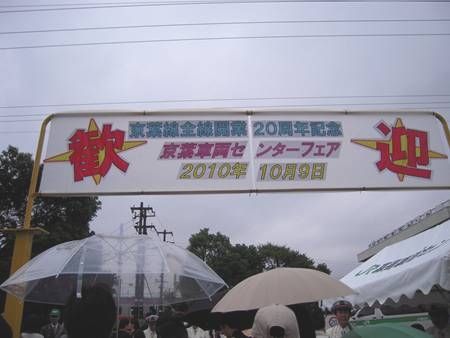 歓迎
京葉線全線開業 20周年記念
京葉車両センターフェア
2010年 10月9日